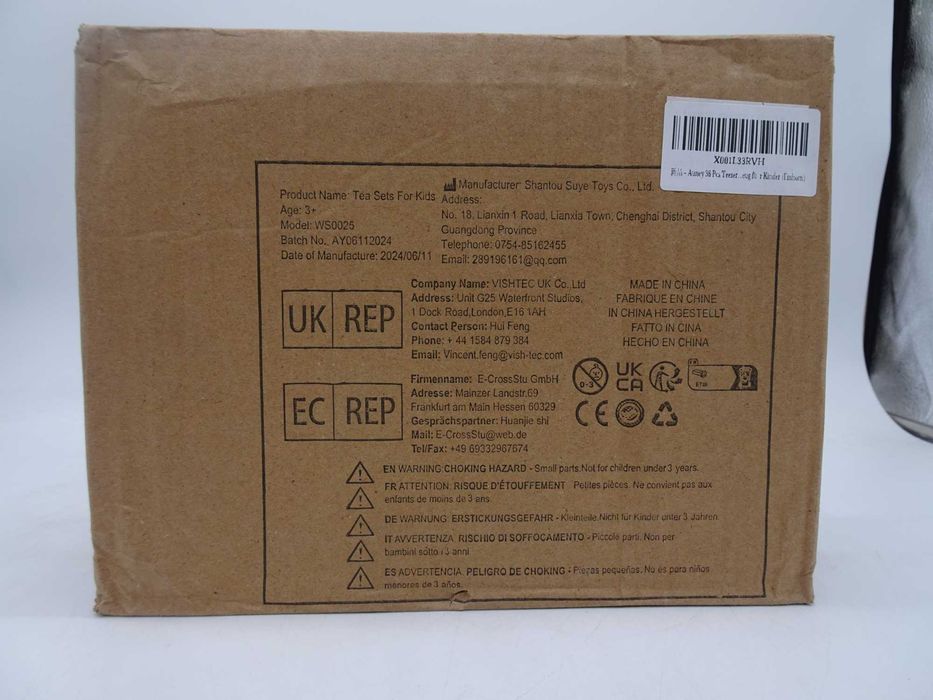 X001L33RVH
Kinder (Einhorn)
Product Name: Tea Sets For Kids
Age: 3+
Model: WS0025
Batch No. AY06112024
Date of Manufacture: 2024/06/11
Manufacturer: Shantou Suye Toys Co., Ltd.
Address:
No. 18, Lianxin 1 Road, Lianxia Town, Chenghai District, Shantou City
Guangdong Province
Telephone: 0754-85162455
Email: 289196161@qq.com
UK REP
Company Name: VISHTEC UK Co.,Ltd
Address: Unit G25 Waterfront Studios,
1 Dock Road,London,E16 1AH
Contact Person: Hui Feng
Phone: + 44 1584 879 384
Email: Vincent.feng@vish-tec.com
MADE IN CHINA
FABRIQUE EN CHINE
IN CHINA HERGESTELLT
FATTO IN CINA
HECHO EN CHINA
EC REP
Firmenname: E-CrossStu GmbH
Adresse: Mainzer Landstr.69
Frankfurt am Main Hessen 60329
Gesprächspartner: Huanjie shi
Mail: E-CrossStu@web.de
Tel/Fax: +49 69332967674
0-3
UK
CA
FR
CE
EN WARNING:CHOKING HAZARD - Small parts.Not for children under3 years.
FR ATTENTION: RISQUE D'ÉTOUFFEMENT Petites pièces. Ne convient pas aux
enfants de moins de 3 ans.
DE WARNUNG: ERSTICKUNGSGEFAHR - Kleinteile.Nicht für Kinder unter 3 Jahren.
IT AVVERTENZA: RISCHIO DI SOFFOCAMENTO - Piccole parti. Non per
bambini sotto i 3 anni
ES ADVERTENCIA: PELIGRO DE CHOKING - Piezas pequeñas. No es para niños
menores de 3 años.